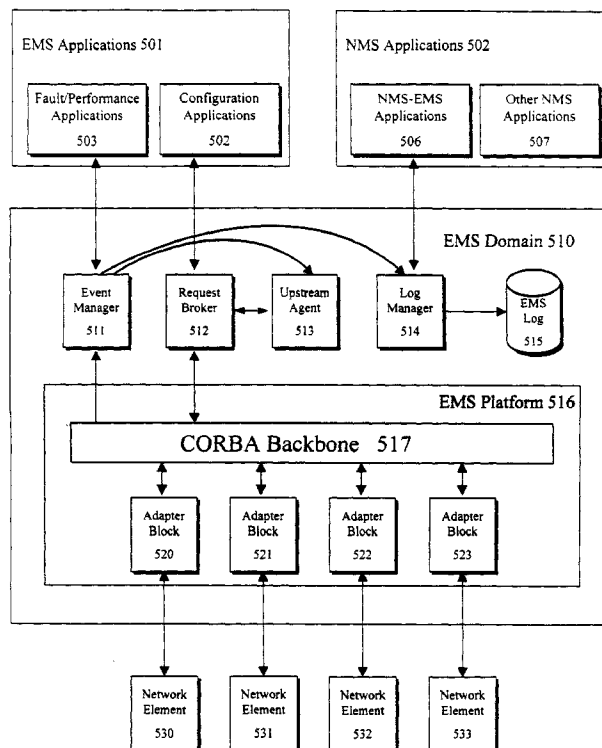 EMS Applications 501
Fault/Performance
Applications
503
Configuration
Applications
502
NMS Applications 502
NMS-EMS
Applications
506
Other NMS
Applications
507
EMS Domain 510
Event
Manager
511
Request
Broker
512
Upstream
Agent
513
Log
Manager
514
EMS
Log
515
EMS Platform 516
CORBA Backbone 517
Adapter
Block
520
Adapter
Block
521
Adapter
Block
522
Adapter
Block
523
Network
Element
530
Network
Element
531
Network
Element
532
Network
Element
533